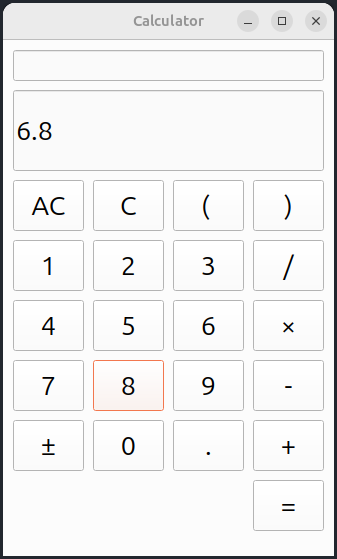 Calculator
6.8
AC C ( )
1 2 3 /
4 5 6 ×
7 8 9 -
± 0 . +
=